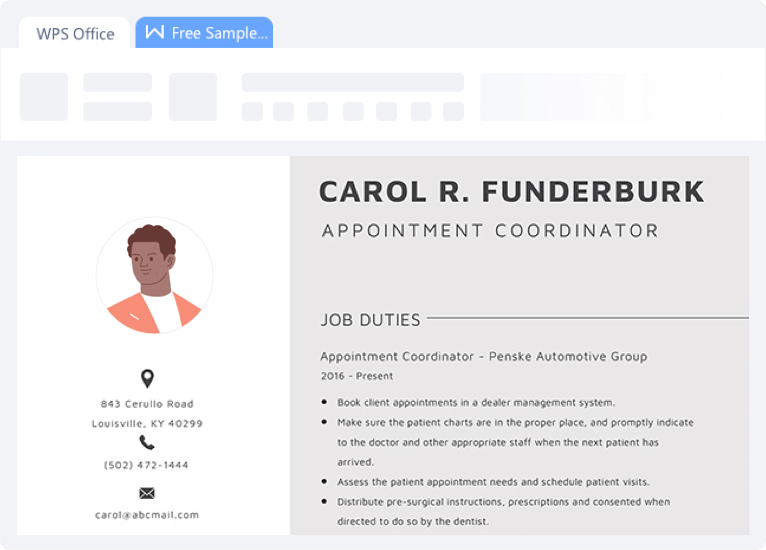 WPS Office
Free Sample...
CAROL R. FUNDERBURK
APPOINTMENT COORDINATOR
843 Cerullo Road
Louisville, KY 40299
(502) 472-1444
carol@abcmail.com
JOB DUTIES
Appointment Coordinator - Penske Automotive Group
2016 - Present
• Book client appointments in a dealer management system.
• Make sure the patient charts are in the proper place, and promptly indicate
to the doctor and other appropriate staff when the next patient has
arrived.
• Assess the patient appointment needs and schedule patient visits.
• Distribute pre-surgical instructions, prescriptions and consented when
directed to do so by the dentist.